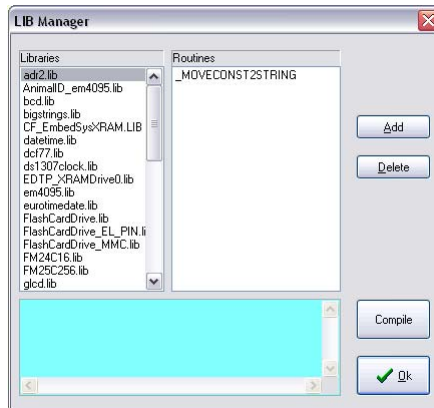 LIB Manager
Libraries
adr2.lib
AnimalID_em4095.lib
bcd.lib
bigstrings.lib
CF_EmbedSysXRAM.LIB
datetime.lib
dcf77.lib
ds1307clock.lib
EDTP_XRAMDrive0.lib
em4095.lib
eurotimedate.lib
FlashCardDrive.lib
FlashCardDrive_EL_PIN.li
FlashCardDrive_MMC.lib
FM24C16.lib
FM25C256.lib
glcd.lib
Routines
_MOVECONST2STRING
Add
Delete
Compile
Ok